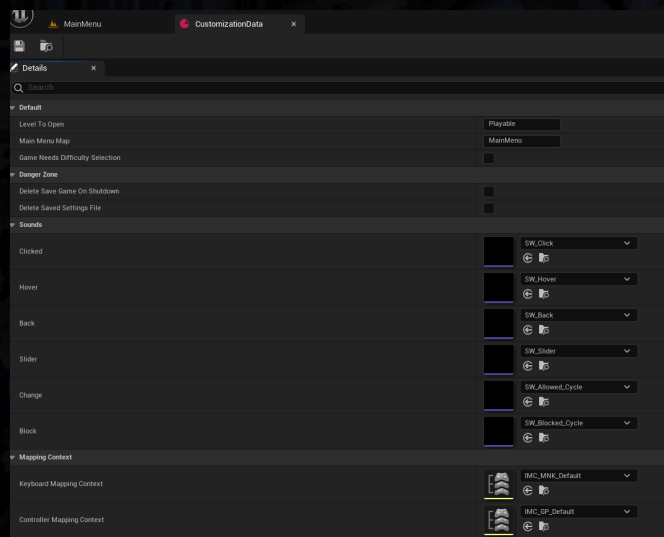 MainMenu
CustomizationData
Details
Search
Default
Level To Open
Playable
Main Menu Map
MainMenu
Game Needs Difficulty Selection
Danger Zone
Delete Save Game On Shutdown
Delete Saved Settings File
Sounds
Clicked
SW_Click
Hover
SW_Hover
Back
SW_Back
Slider
SW_Slider
Change
SW_Allowed_Cycle
Block
SW_Blocked_Cycle
Mapping Context
Keyboard Mapping Context
IMC_MNK_Default
Controller Mapping Context
IMC_GP_Default